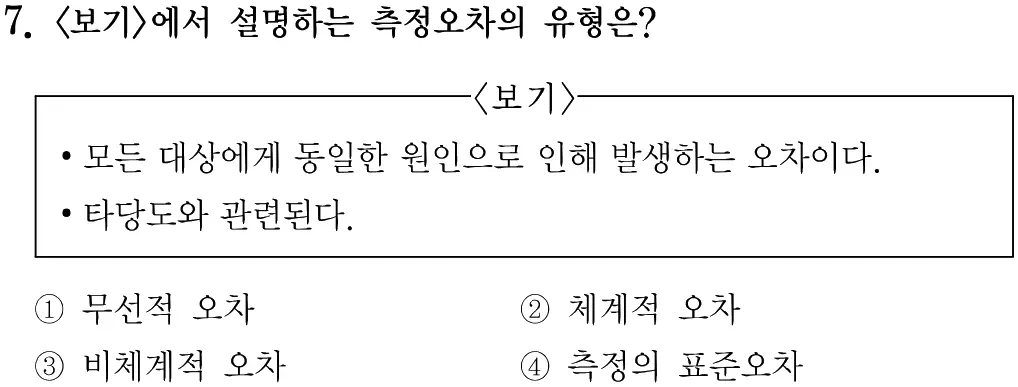 7. 〈보기〉에서 설명하는 측정오차의 유형은?
〈보기〉
• 모든 대상에게 동일한 원인으로 인해 발생하는 오차이다.
• 타당도와 관련된다.
① 무선적 오차 ② 체계적 오차
③ 비체계적 오차 ④ 측정의 표준오차